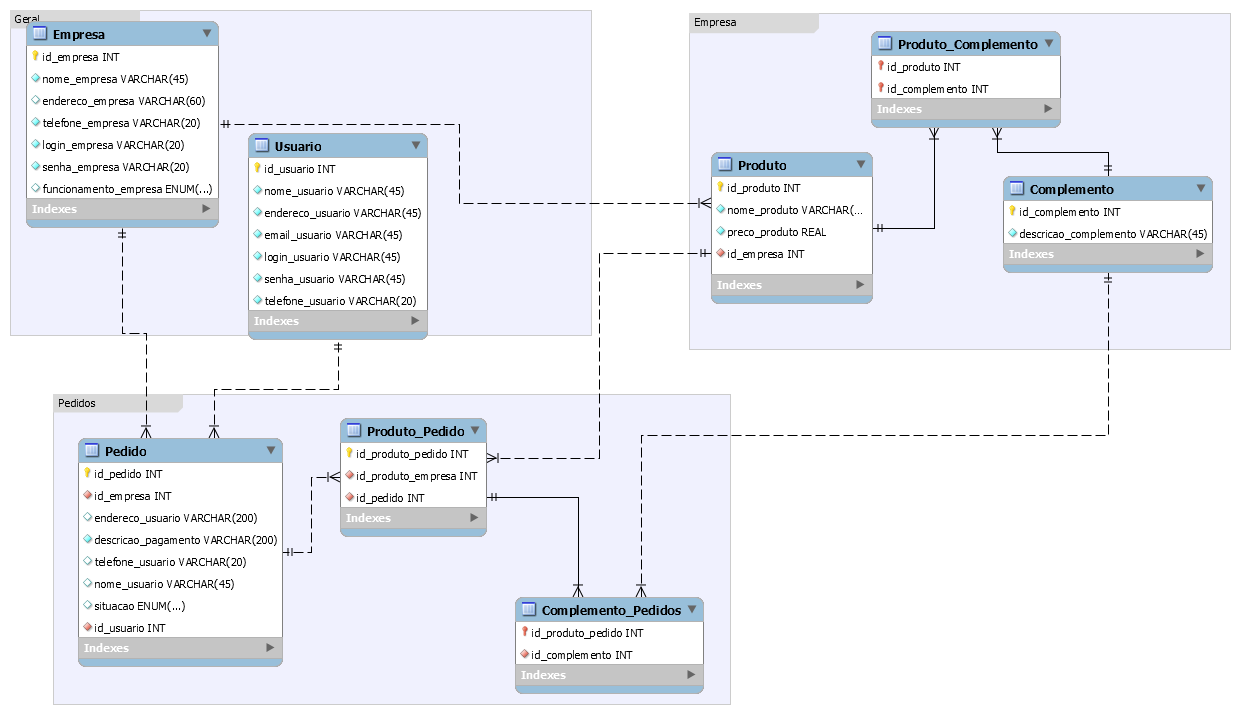 Geral
Empresa
id_empresa INT
nome_empresa VARCHAR(45)
endereco_empresa VARCHAR(60)
telefone_empresa VARCHAR(20)
login_empresa VARCHAR(20)
senha_empresa VARCHAR(20)
funcionamento_empresa ENUM(...)
Indexes
Usuario
id_usuario INT
nome_usuario VARCHAR(45)
endereco_usuario VARCHAR(45)
email_usuario VARCHAR(45)
login_usuario VARCHAR(45)
senha_usuario VARCHAR(45)
telefone_usuario VARCHAR(20)
Indexes
Empresa
Produto_Complemento
id_produto INT
id_complemento INT
Indexes
Produto
id_produto INT
nome_produto VARCHAR(...
preco_produto REAL
id_empresa INT
Indexes
Complemento
id_complemento INT
descricao_complemento VARCHAR(45)
Indexes
Pedidos
Pedido
id_pedido INT
id_empresa INT
endereco_usuario VARCHAR(200)
descricao_pagamento VARCHAR(200)
telefone_usuario VARCHAR(20)
nome_usuario VARCHAR(45)
situacao ENUM(...)
id_usuario INT
Indexes
Produto_Pedido
id_produto_pedido INT
id_produto_empresa INT
id_pedido INT
Indexes
Complemento_Pedidos
id_produto_pedido INT
id_complemento INT
Indexes